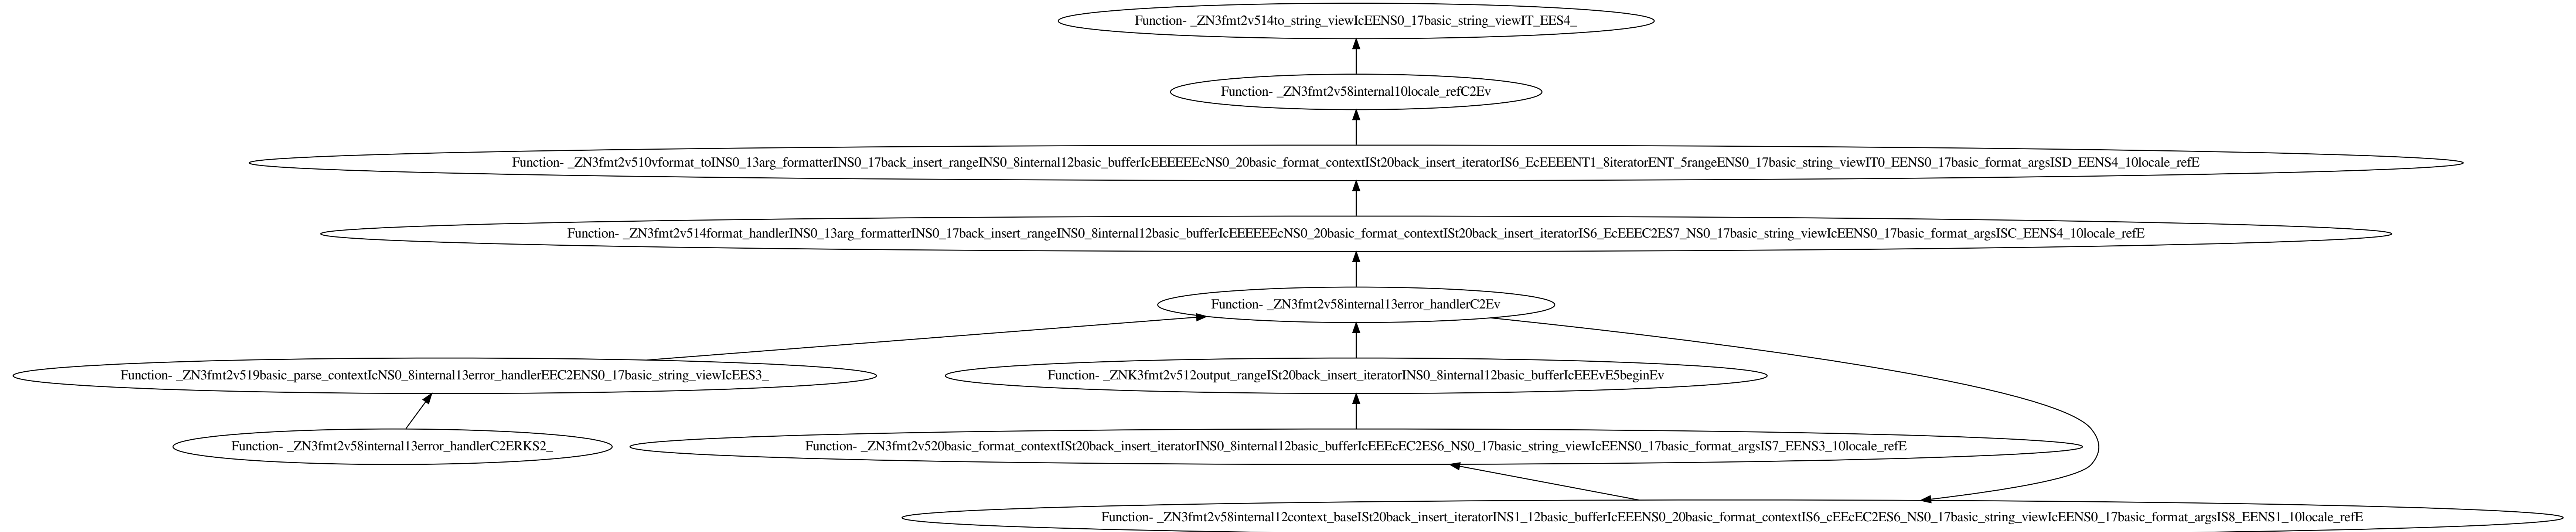 Function- _ZN3fmt2v514to_string_viewIcEENS0_17basic_string_viewIT_EES4_
Function- _ZN3fmt2v58internal10locale_refC2Ev
Function- _ZN3fmt2v510vformat_toINS0_13arg_formatterINS0_17back_insert_rangeINS0_8internal12basic_bufferIcEEEEEEcNS0_20basic_format_contextISt20back_insert_iteratorIS6_EcEEEENT1_8iteratorENT_5rangeENS0_17basic_string_viewIT0_EENS0_17basic_format_argsISD_EENS4_10locale_refE
Function- _ZN3fmt2v514format_handlerINS0_13arg_formatterINS0_17back_insert_rangeINS0_8internal12basic_bufferIcEEEEEEcNS0_20basic_format_contextISt20back_insert_iteratorIS6_EcEEEC2ES7_NS0_17basic_string_viewIcEENS0_17basic_format_argsISC_EENS4_10locale_refE
Function- _ZN3fmt2v58internal13error_handlerC2Ev
Function- _ZN3fmt2v519basic_parse_contextIcNS0_8internal13error_handlerEEC2ENS0_17basic_string_viewIcEES3_
Function- _ZNK3fmt2v512output_rangeISt20back_insert_iteratorINS0_8internal12basic_bufferIcEEEvE5beginEv
Function- _ZN3fmt2v58internal13error_handlerC2ERKS2_
Function- _ZN3fmt2v520basic_format_contextISt20back_insert_iteratorINS0_8internal12basic_bufferIcEEEcEC2ES6_NS0_17basic_string_viewIcEENS0_17basic_format_argsIS7_EENS3_10locale_refE
Function- _ZN3fmt2v58internal12context_baseISt20back_insert_iteratorINS1_12basic_bufferIcEEENS0_20basic_format_contextIS6_cEEcEC2ES6_NS0_17basic_string_viewIcEENS0_17basic_format_argsIS8_EENS1_10locale_refE